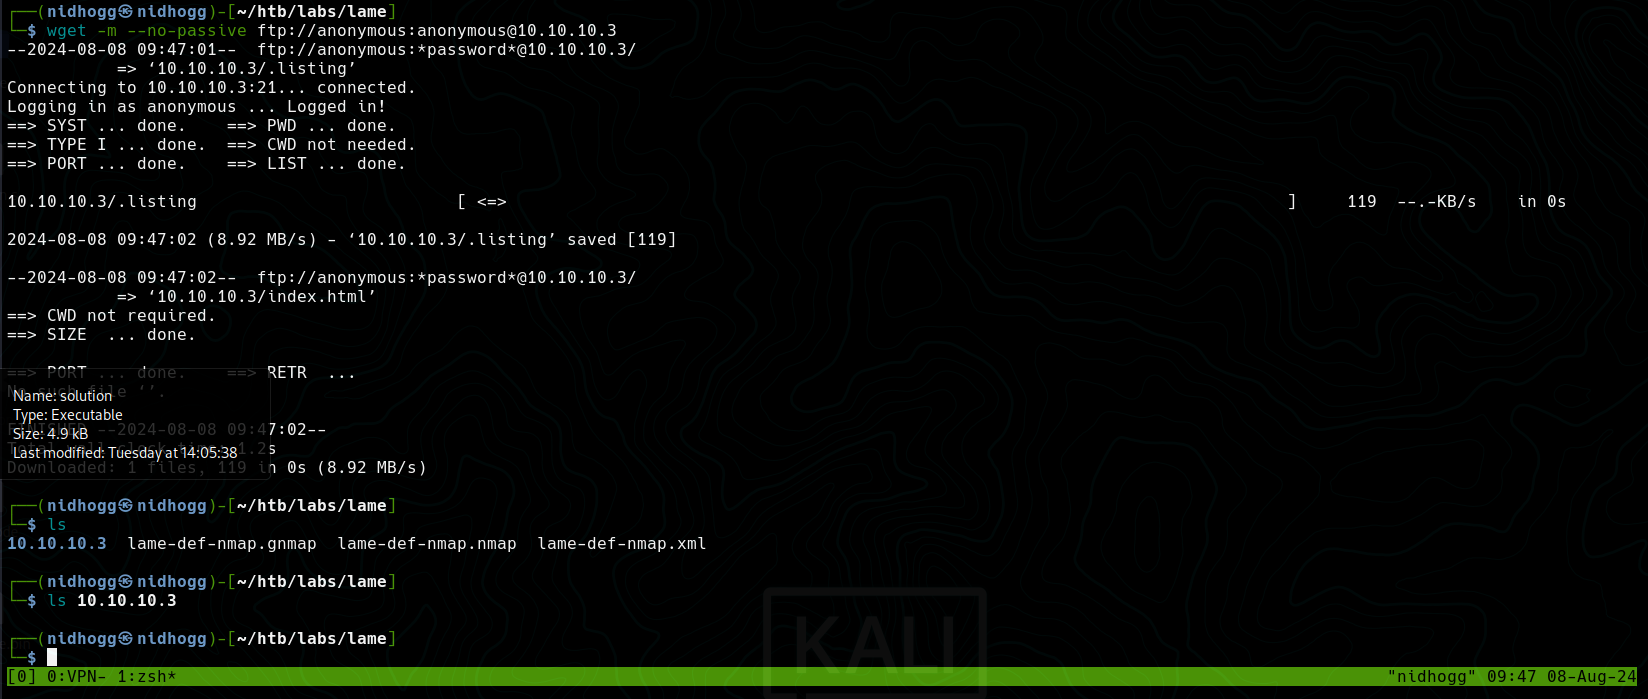 ┌──(nidhogg㉿nidhogg)-[~/htb/labs/lame]
└─$ wget -m --no-passive ftp://anonymous:anonymous@10.10.10.3
--2024-08-08 09:47:01--  ftp://anonymous:*password*@10.10.10.3/
           => ‘10.10.10.3/.listing’
Connecting to 10.10.10.3:21... connected.
Logging in as anonymous ... Logged in!
==> SYST ... done.    ==> PWD ... done.
==> TYPE I ... done.  ==> CWD not needed.
==> PORT ... done.    ==> LIST ... done.
10.10.10.3/.listing                          [ <=>                                                                              ]     119  --.-KB/s    in 0s
2024-08-08 09:47:02 (8.92 MB/s) - ‘10.10.10.3/.listing’ saved [119]
--2024-08-08 09:47:02--  ftp://anonymous:*password*@10.10.10.3/
           => ‘10.10.10.3/index.html’
==> CWD not required.
==> SIZE  ... done.
==> PORT ... done.    ==> RETR  ...
No such file ‘’.
Name: solution
Type: Executable
FINISHED --2024-08-08 09:47:02--
Size: 4.9 kB
Total wall clock time: 1.2s
Last modified: Tuesday at 14:05:38
Downloaded: 1 files, 119 in 0s (8.92 MB/s)
┌──(nidhogg㉿nidhogg)-[~/htb/labs/lame]
└─$ ls
10.10.10.3  lame-def-nmap.gnmap  lame-def-nmap.nmap  lame-def-nmap.xml
┌──(nidhogg㉿nidhogg)-[~/htb/labs/lame]
└─$ ls 10.10.10.3
┌──(nidhogg㉿nidhogg)-[~/htb/labs/lame]
└─$
KALI
[0] 0:VPN- 1:zsh*    "nidhogg" 09:47 08-Aug-24